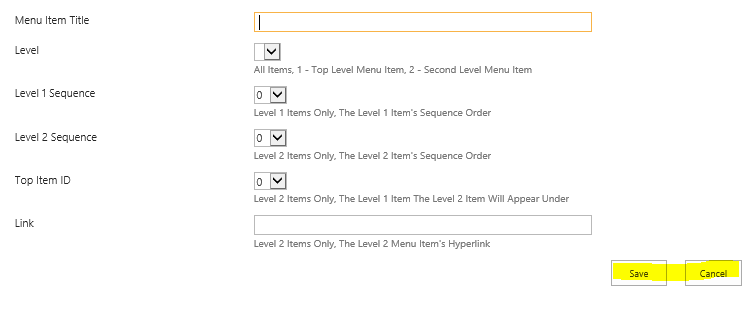 Menu Item Title
Level
All Items, 1 - Top Level Menu Item, 2 - Second Level Menu Item
Level 1 Sequence 0
Level 1 Items Only, The Level 1 Item's Sequence Order
Level 2 Sequence 0
Level 2 Items Only, The Level 2 Item's Sequence Order
Top Item ID 0
Level 2 Items Only, The Level 1 Item The Level 2 Item Will Appear Under
Link
Level 2 Items Only, The Level 2 Menu Item's Hyperlink
Save Cancel